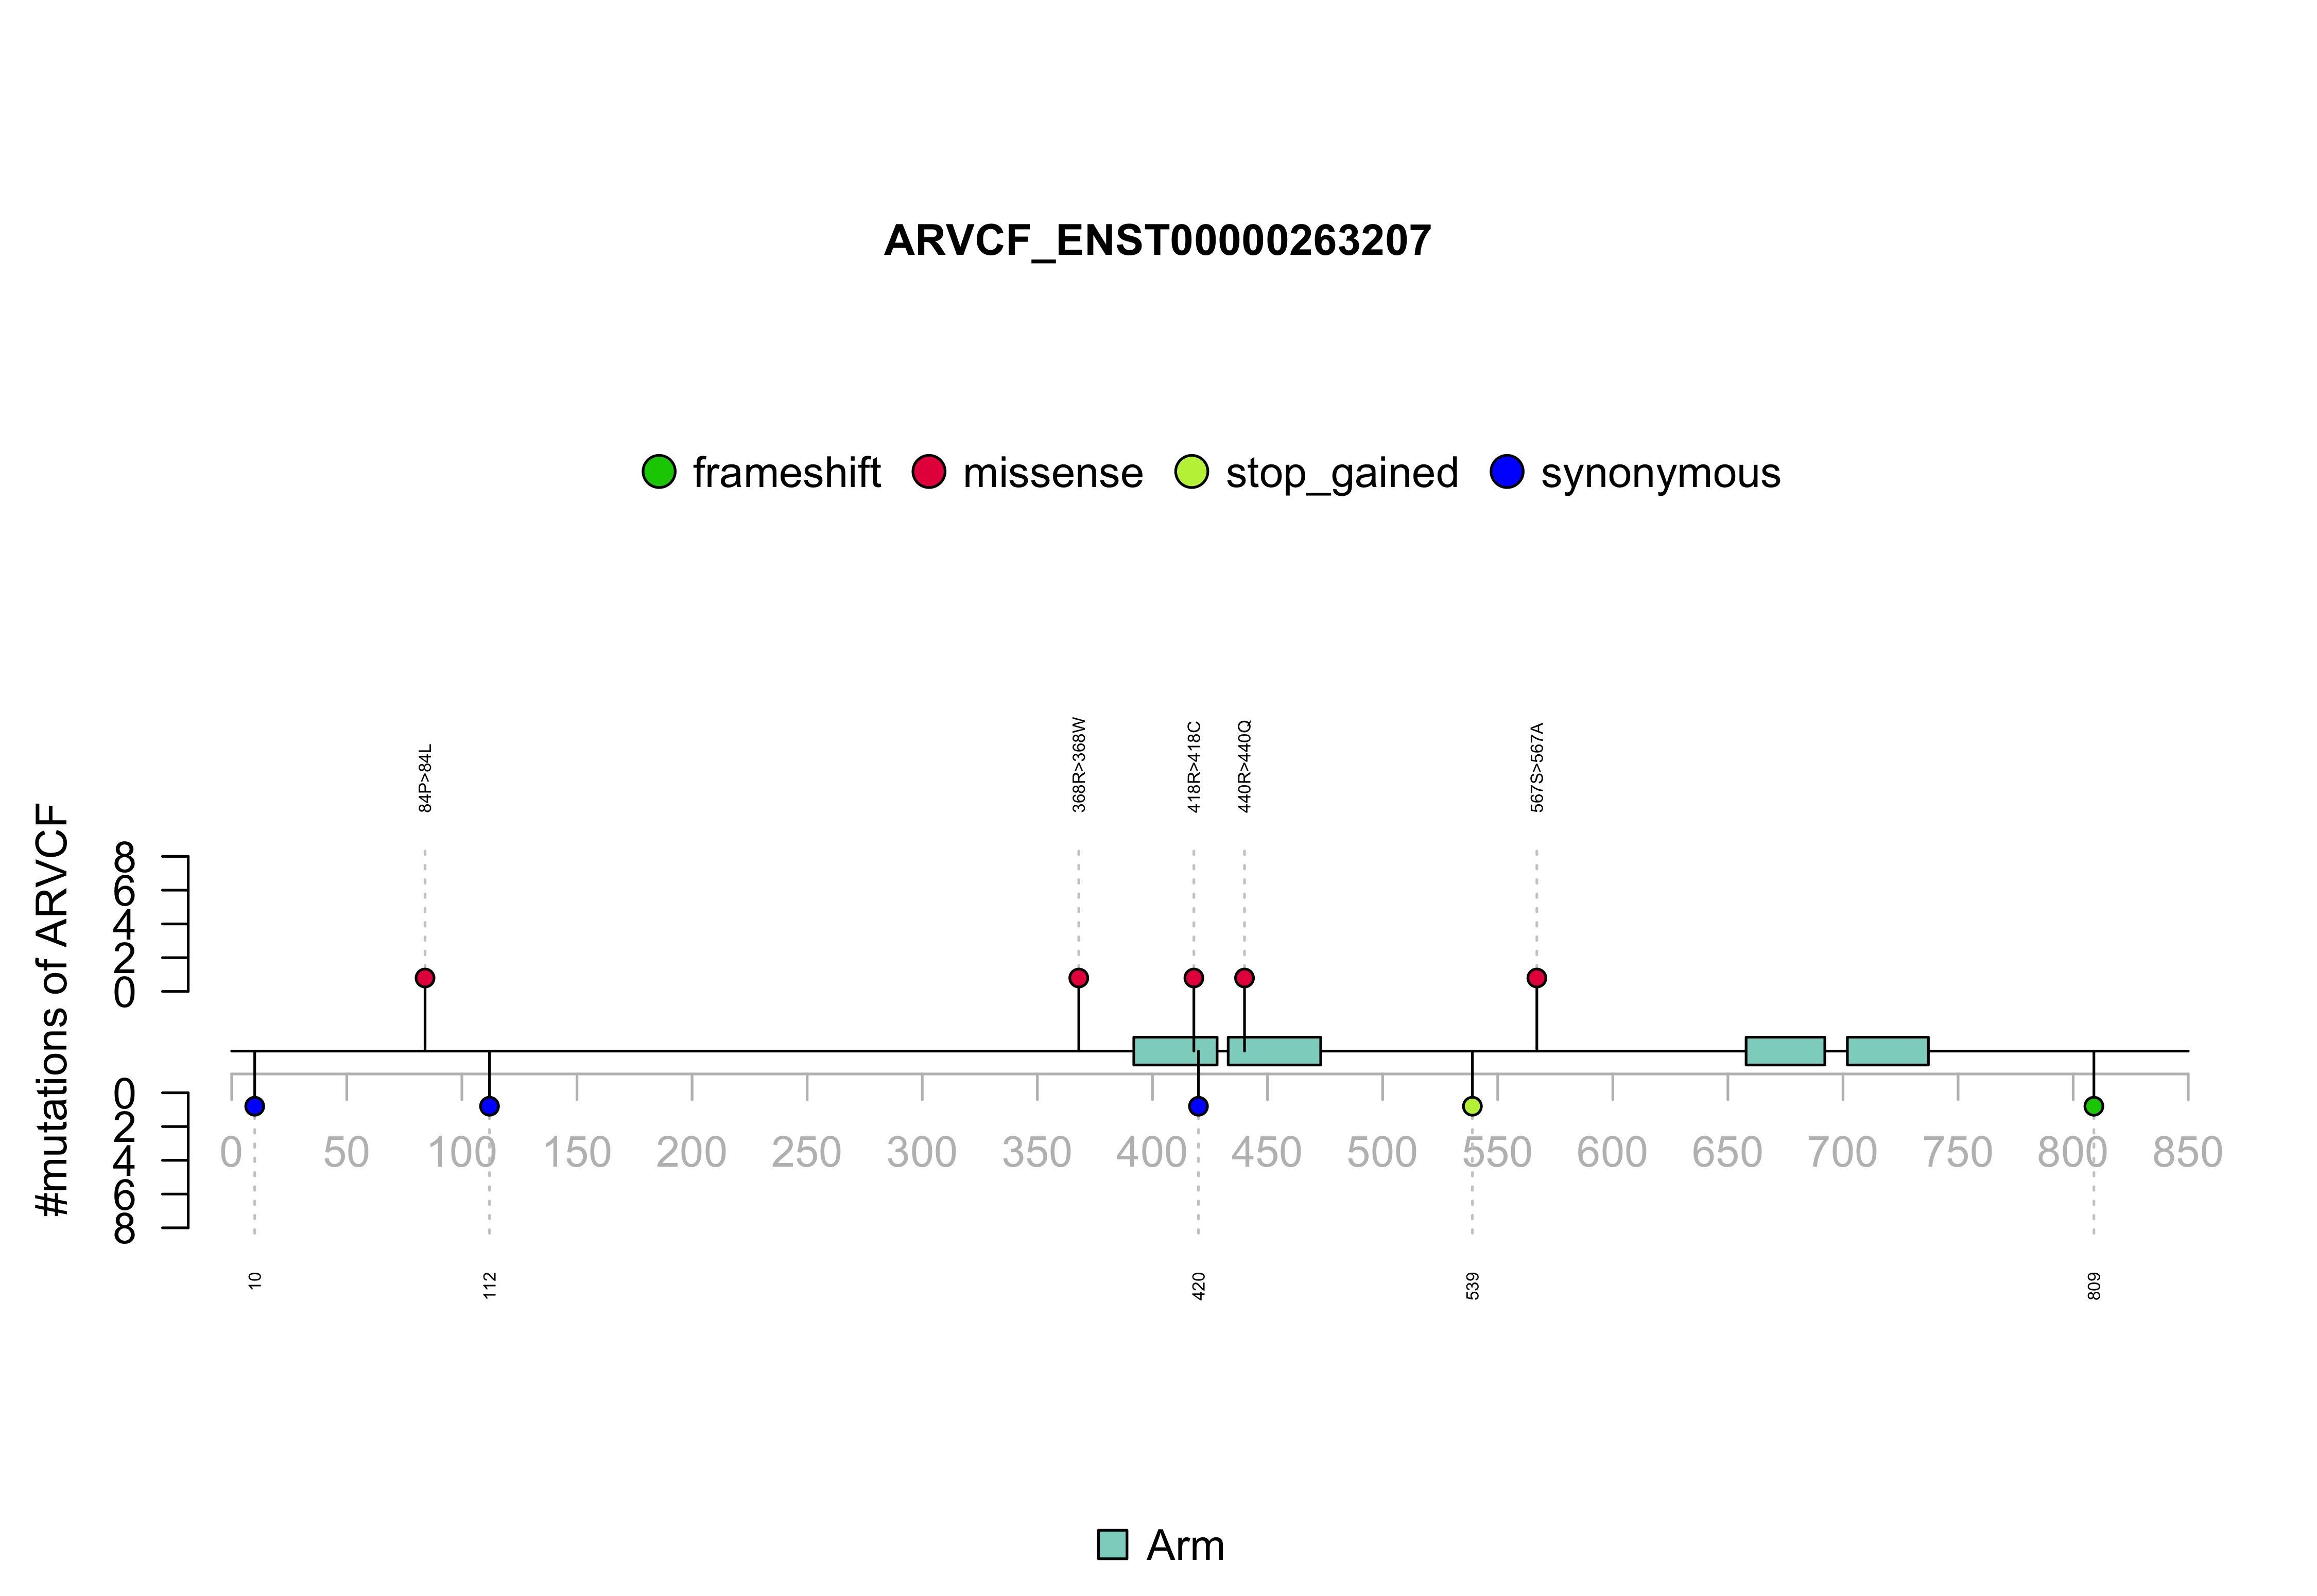 ARVCF_ENST00000263207
frameshift missense stop_gained synonymous
84P>84L 368R>368W 418R>418C 440R>440Q 567S>567A
#mutations of ARVCF
8
6
4
2
0
0
2
4
6
8
0 50 100 150 200 250 300 350 400 450 500 550 600 650 700 750 800 850
10 112 420 539 809
Arm